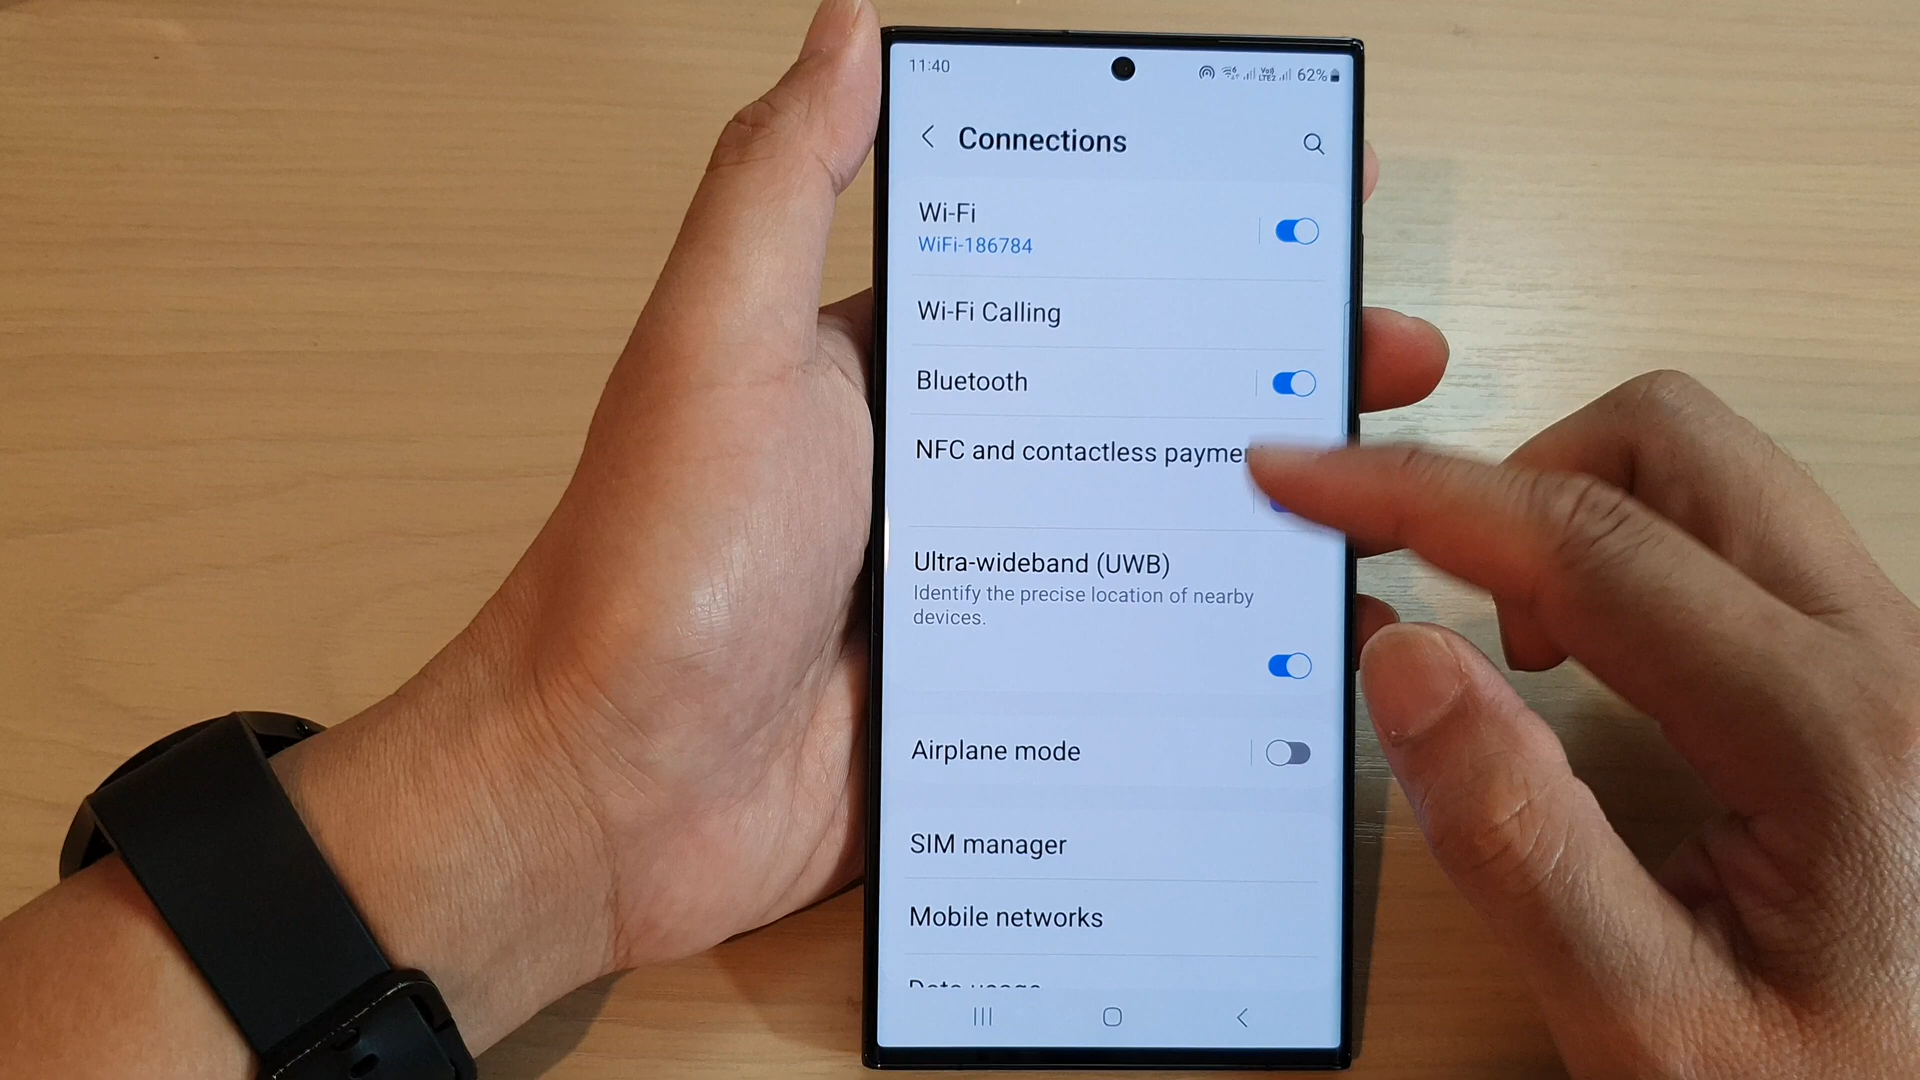 11:40
62%
Connections
Wi-Fi
WiFi-186784
Wi-Fi Calling
Bluetooth
NFC and contactless
Ultra-wideband (UWB)
Identify the precise location of nearby
devices.
Airplane mode
SIM manager
Mobile networks